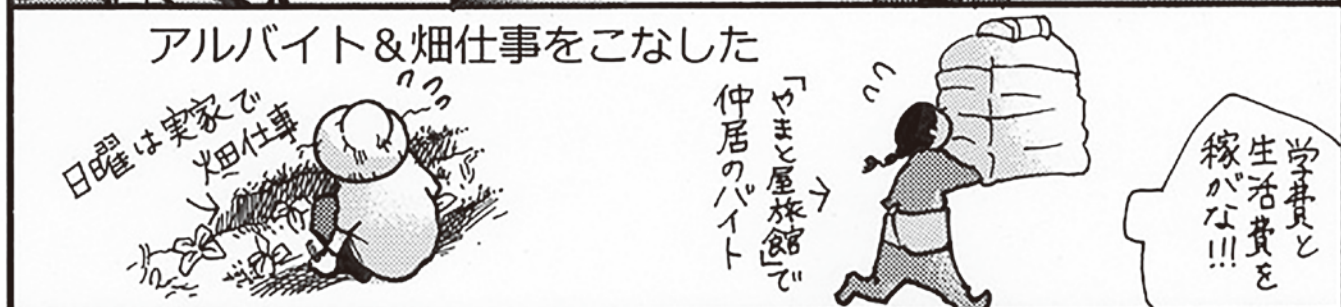 アルバイト＆畑仕事をこなした
学費と
生活費を
稼がな!!!
「やまと屋旅館」で
仲居のバイト
日曜は実家で
畑仕事